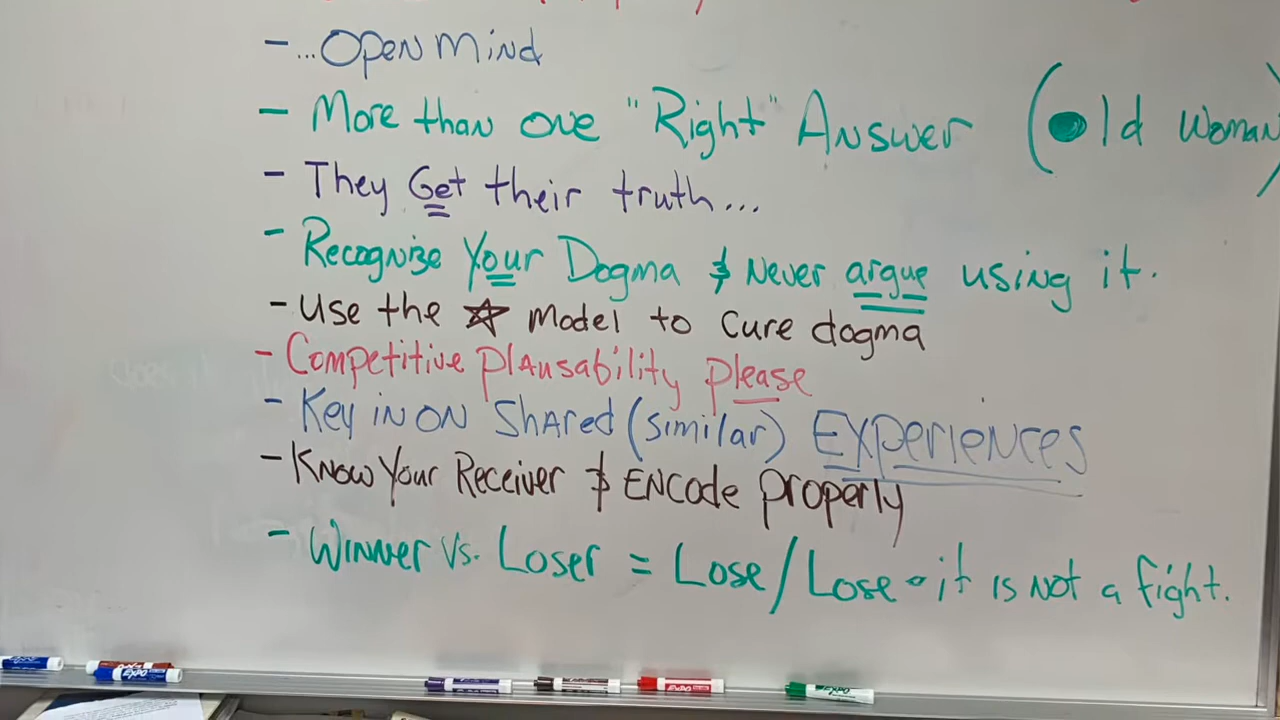 - ...Open Mind
- More than one "Right" Answer (Old Woman)
- They Get their truth...
- Recognize Your Dogma & Never argue using it.
- Use the ☆ Model to Cure dogma
- Competitive plausability please
- Key in on Shared (similar) Experiences
- Know Your Receiver & Encode properly
- Winner vs. Loser = Lose/Lose - it is not a fight.
EXPO
EXPO